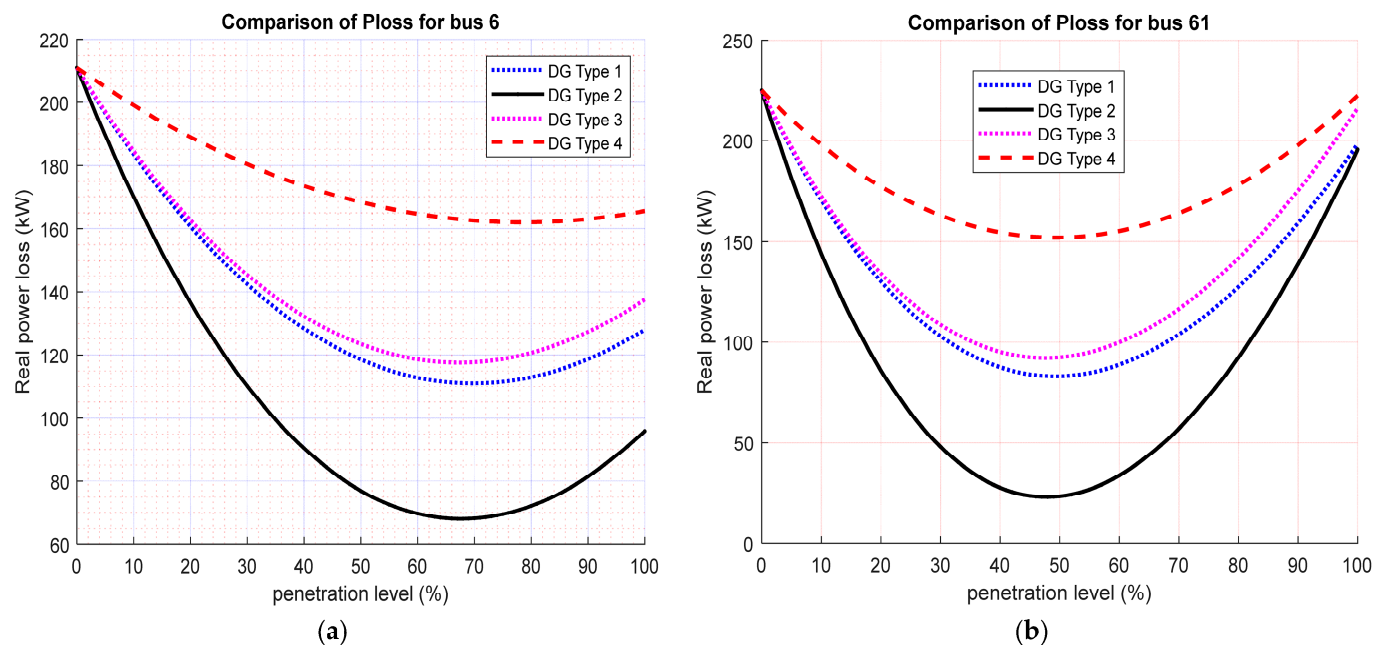 Comparison of Ploss for bus 6
220
200
180
160
140
120
100
80
60
Real power loss (kW)
DG Type 1
DG Type 2
DG Type 3
DG Type 4
0 10 20 30 40 50 60 70 80 90 100
penetration level (%)
(a)
Comparison of Ploss for bus 61
250
200
150
100
50
0
Real power loss (kW)
DG Type 1
DG Type 2
DG Type 3
DG Type 4
0 10 20 30 40 50 60 70 80 90 100
penetration level (%)
(b)